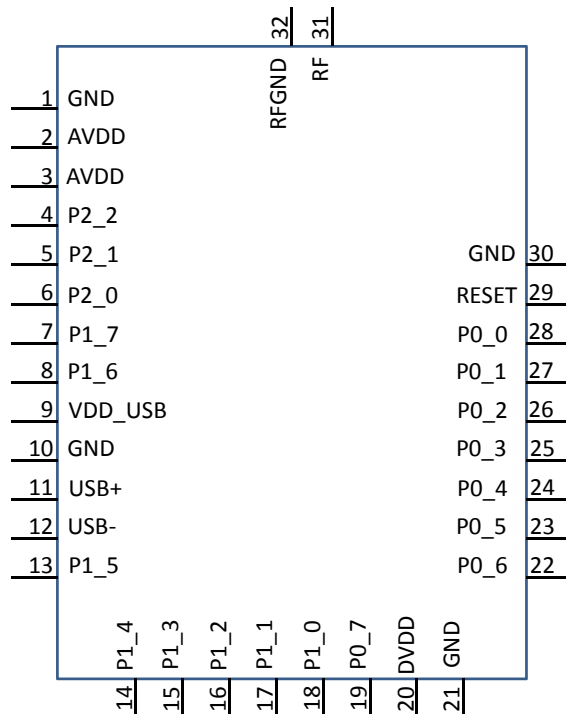 32 31
RFGND RF
1 GND
2 AVDD
3 AVDD
4 P2_2
5 P2_1
GND 30
6 P2_0
RESET 29
7 P1_7
P0_0 28
8 P1_6
P0_1 27
9 VDD_USB
P0_2 26
10 GND
P0_3 25
11 USB+
P0_4 24
12 USB-
P0_5 23
13 P1_5
P0_6 22
P1_4 P1_3 P1_2 P1_1 P1_0 P0_7 DVDD GND
14 15 16 17 18 19 20 21